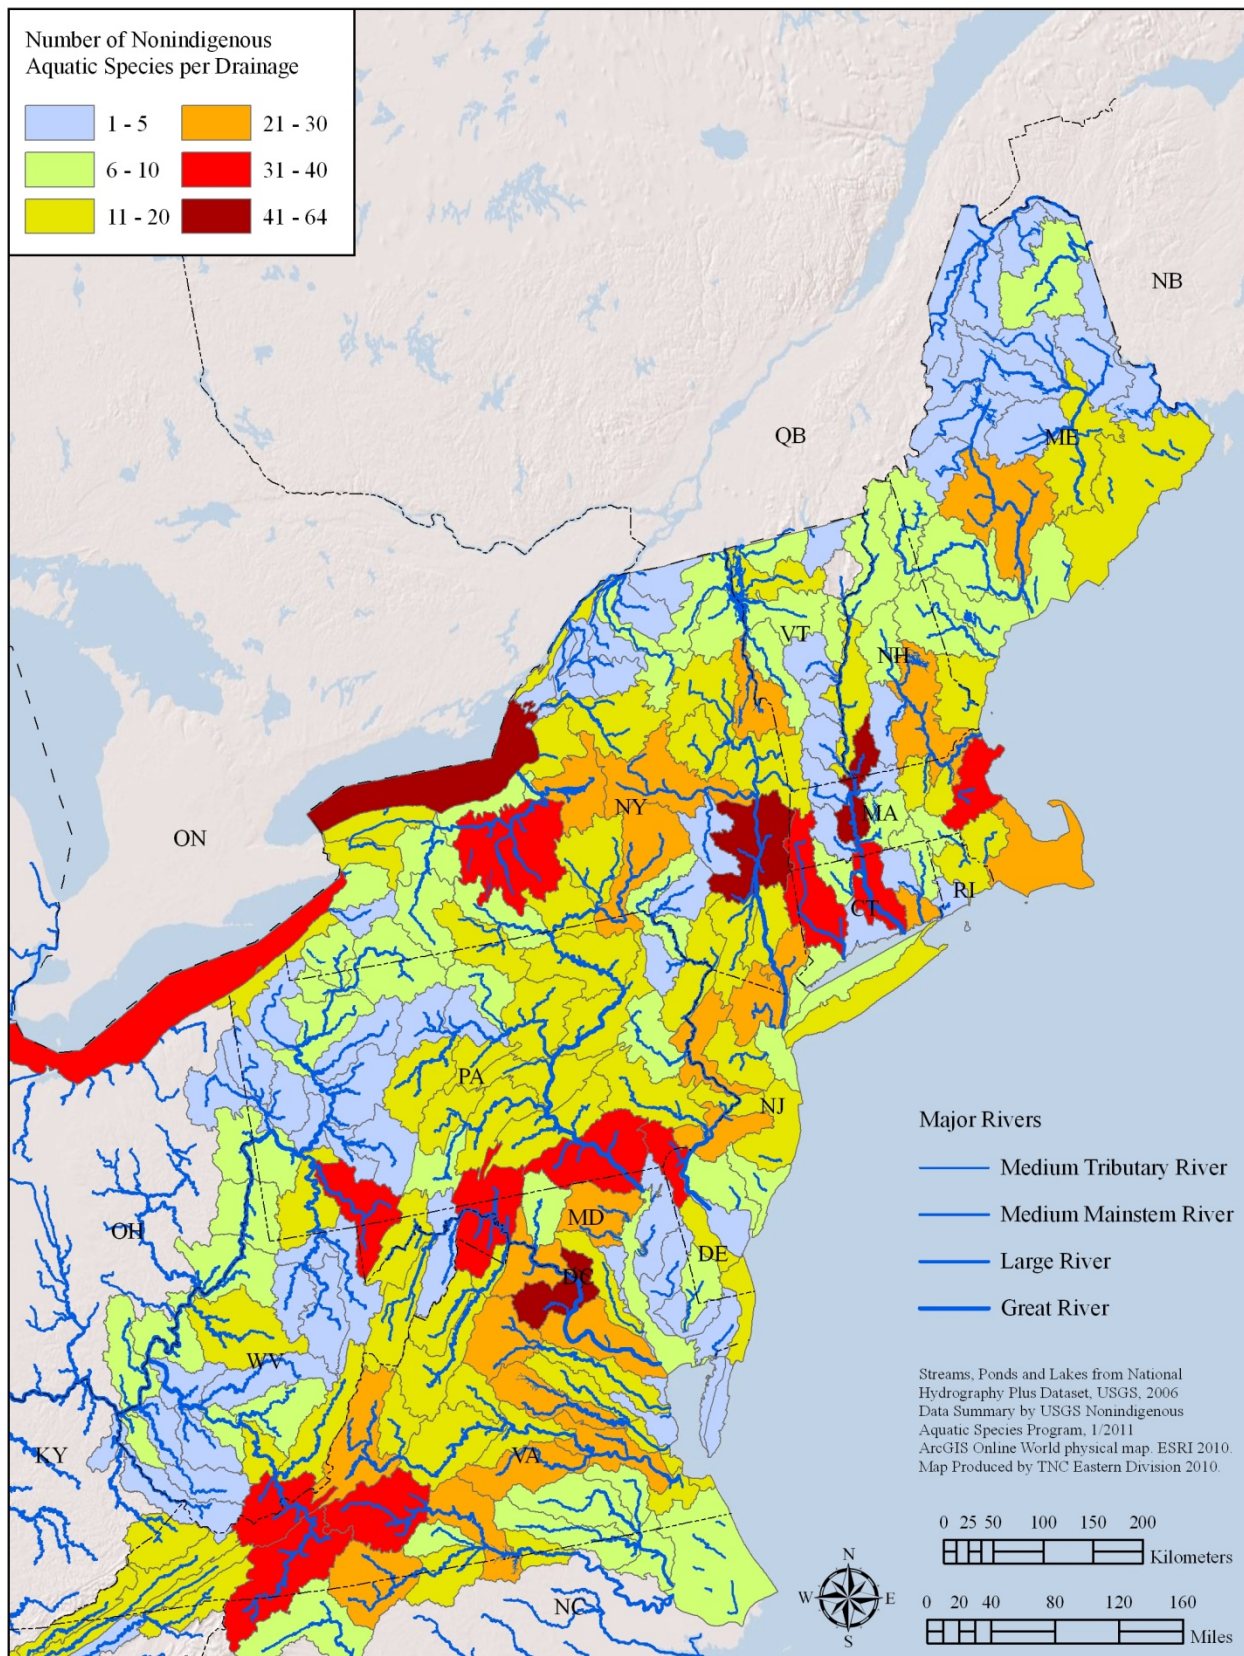 Number of Nonindigenous
Aquatic Species per Drainage
1 - 5
21 - 30
6 - 10
31 - 40
11 - 20
41 - 64
NB
QB
ME
VT
NH
NY
MA
ON
RI
CT
PA
NJ
OH
MD
DE
DC
WV
KY
VA
NC
Major Rivers
Medium Tributary River
Medium Mainstem River
Large River
Great River
Streams, Ponds and Lakes from National
Hydrography Plus Dataset, USGS, 2006
Data Summary by USGS Nonindigenous
Aquatic Species Program, 1/2011
ArcGIS Online World physical map. ESRI 2010.
Map Produced by TNC Eastern Division 2010.
0 25 50 100 150 200
Kilometers
N
W E
S
0 20 40 80 120 160
Miles